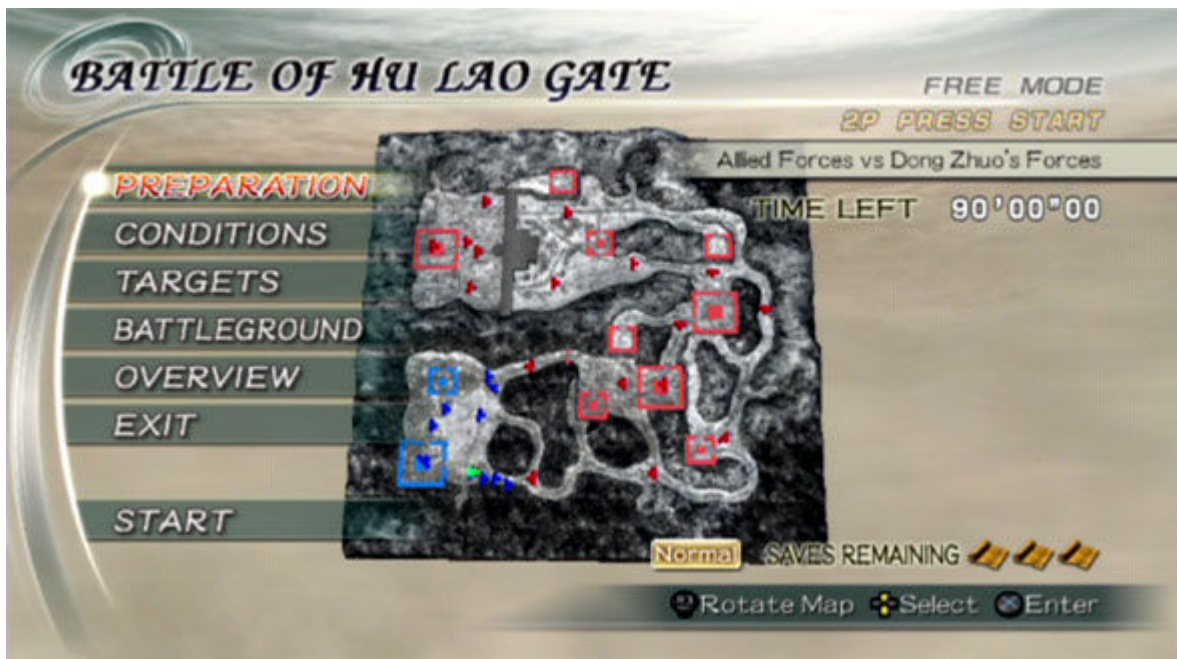 BATTLE OF HU LAO GATE
FREE MODE
2P PRESS START
Allied Forces vs Dong Zhuo's Forces
TIME LEFT 90'00"00
PREPARATION
CONDITIONS
TARGETS
BATTLEGROUND
OVERVIEW
EXIT
START
Normal SAVES REMAINING
Rotate Map Select Enter